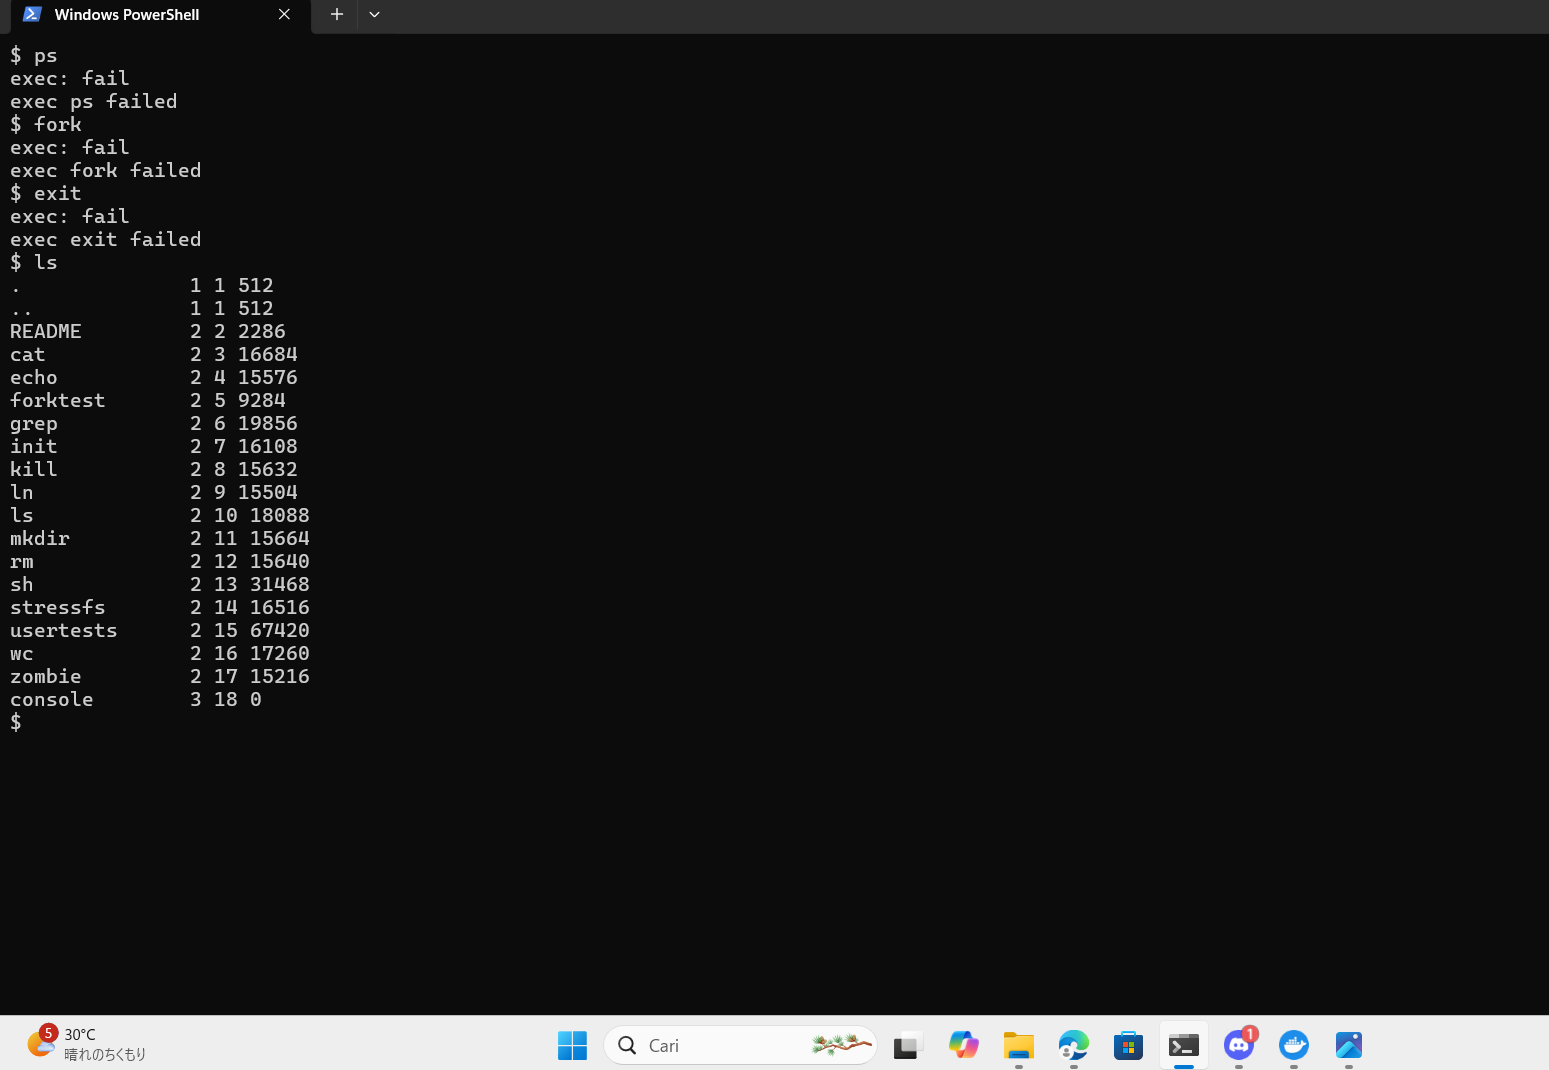 Windows PowerShell
$ ps
exec: fail
exec ps failed
$ fork
exec: fail
exec fork failed
$ exit
exec: fail
exec exit failed
$ ls
. 1 1 512
.. 1 1 512
README 2 2 2286
cat 2 3 16684
echo 2 4 15576
forktest 2 5 9284
grep 2 6 19856
init 2 7 16108
kill 2 8 15632
ln 2 9 15504
ls 2 10 18088
mkdir 2 11 15664
rm 2 12 15640
sh 2 13 31468
stressfs 2 14 16516
usertests 2 15 67420
wc 2 16 17260
zombie 2 17 15216
console 3 18 0
$
5
30°C
晴れのちくもり
Cari
1